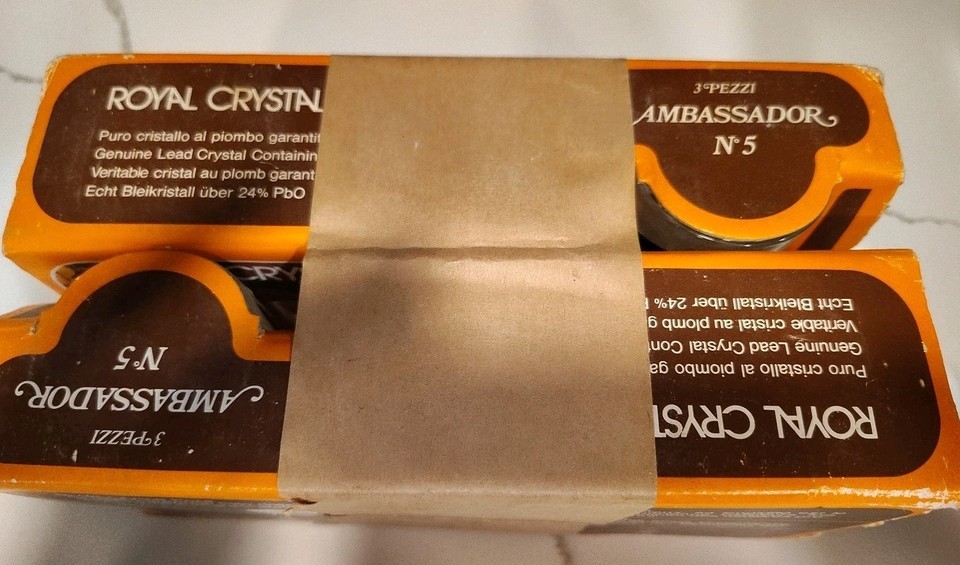 ROYAL CRYSTAL
Puro cristallo al piombo garantit
Genuine Lead Crystal Containin
Veritable cristal au plomb garant
Echt Bleikristall über 24% PbO
3 PEZZI
AMBASSADOR
N° 5
CRYS
3 PEZZI
AMBASSADOR
N° 5
ROYAL CRYST
Puro cristallo al piombo ga
Genuine Lead Crystal Con
Veritable cristal au plomb g
Echt Bleikristall über 24%